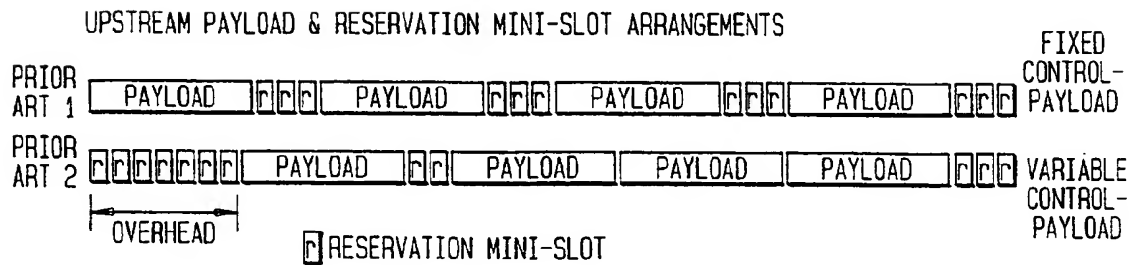 UPSTREAM PAYLOAD & RESERVATION MINI-SLOT ARRANGEMENTS
PRIOR
ART 1
PAYLOAD r r r PAYLOAD r r r PAYLOAD r r r PAYLOAD r r r
FIXED
CONTROL-
PAYLOAD
PRIOR
ART 2
r r r r r r r PAYLOAD r r PAYLOAD PAYLOAD PAYLOAD r r r
VARIABLE
CONTROL-
PAYLOAD
OVERHEAD
r RESERVATION MINI-SLOT